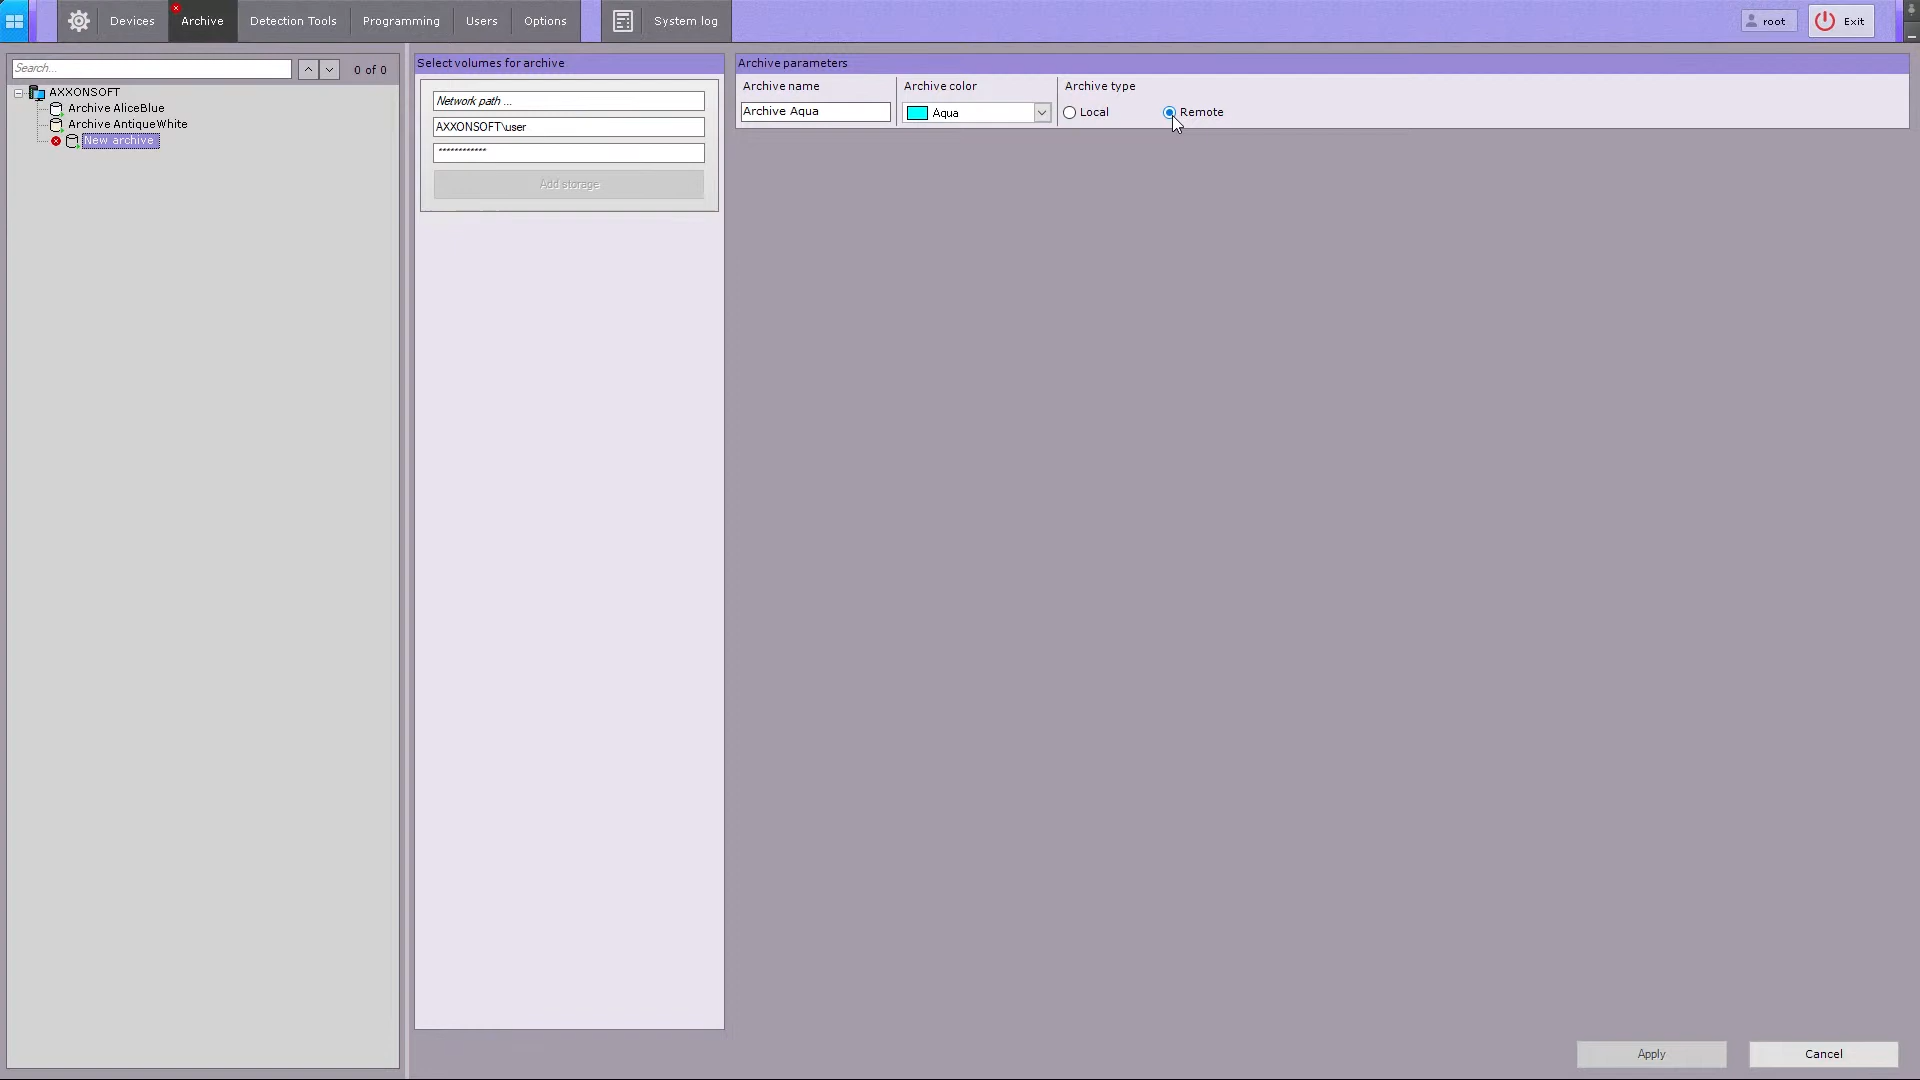 Devices
Archive
Detection Tools
Programming
Users
Options
System log
root
Exit
Search...
0 of 0
AXXONSOFT
Archive AliceBlue
Archive AntiqueWhite
New archive
Select volumes for archive
Network path ...
AXXONSOFT\user
************
Add storage
Archive parameters
Archive name
Archive color
Archive type
Archive Aqua
Aqua
Local
Remote
Apply
Cancel